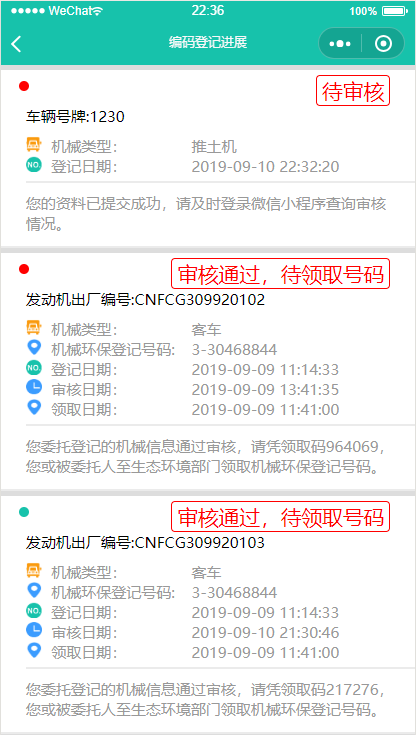 WeChat
22:36
100%
编码登记进展
待审核
车辆号牌:1230
机械类型: 推土机
NO. 登记日期: 2019-09-10 22:32:20
您的资料已提交成功，请及时登录微信小程序查询审核
情况。
审核通过，待领取号码
发动机出厂编号:CNFCG309920102
机械类型: 客车
机械环保登记号码: 3-30468844
NO. 登记日期: 2019-09-09 11:14:33
审核日期: 2019-09-09 13:41:35
领取日期: 2019-09-09 11:41:00
您委托登记的机械信息通过审核，请凭领取码964069，
您或被委托人至生态环境部门领取机械环保登记号码。
审核通过，待领取号码
发动机出厂编号:CNFCG309920103
机械类型: 客车
机械环保登记号码: 3-30468844
NO. 登记日期: 2019-09-09 11:14:33
审核日期: 2019-09-10 21:30:46
领取日期: 2019-09-09 11:41:00
您委托登记的机械信息通过审核，请凭领取码217276，
您或被委托人至生态环境部门领取机械环保登记号码。